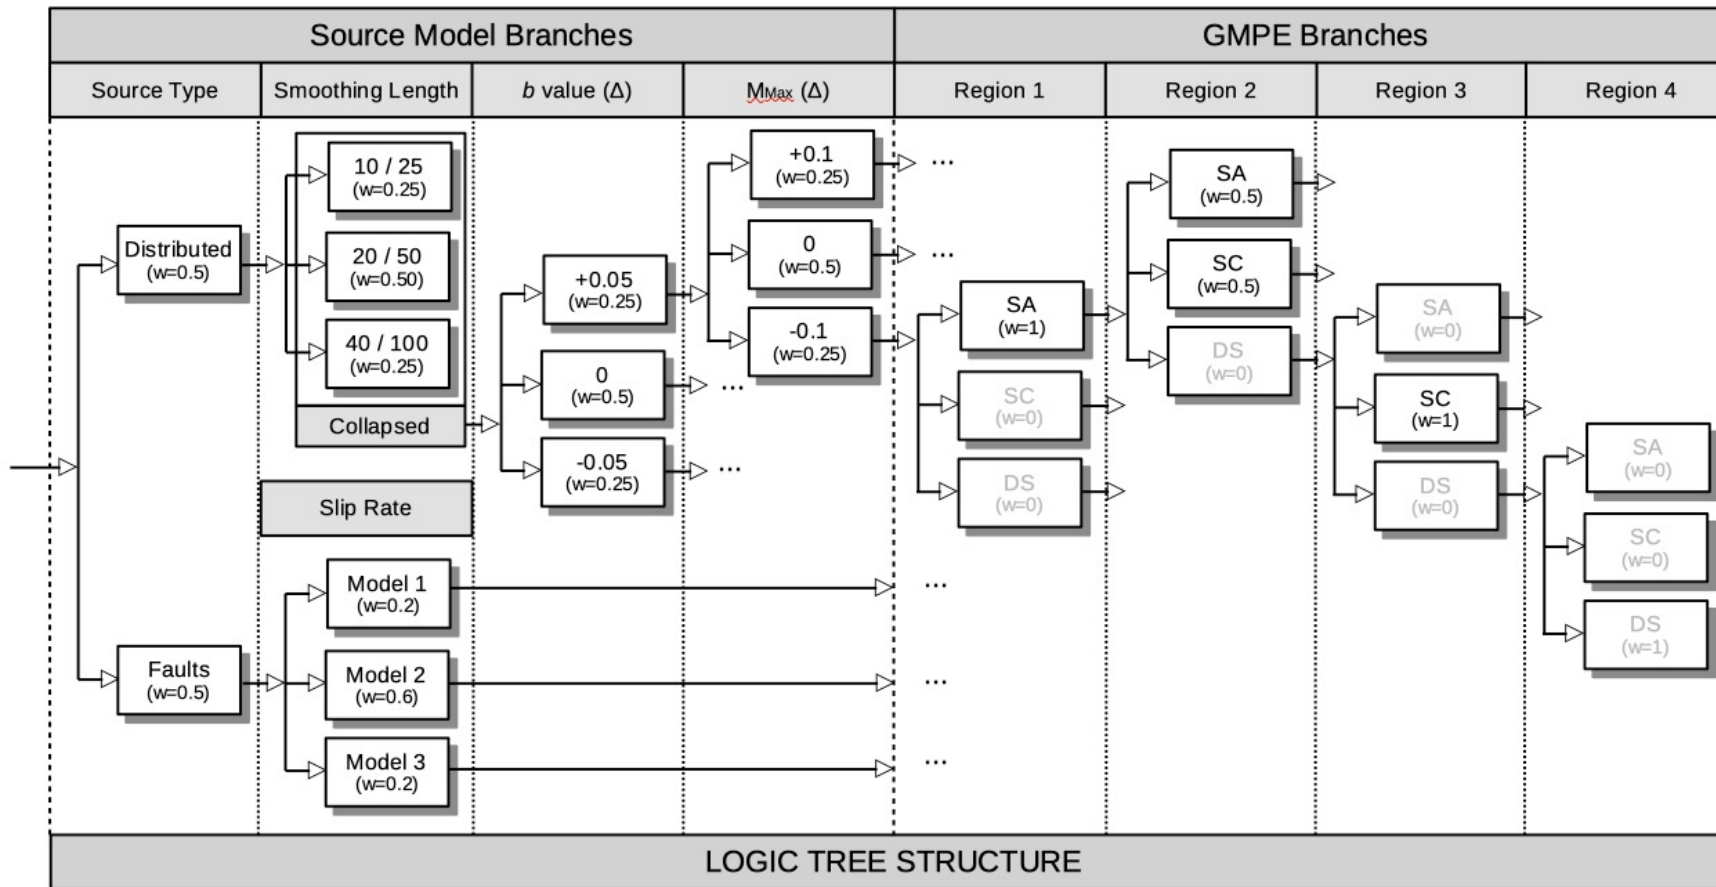 Source Model Branches
GMPE Branches
Source Type
Smoothing Length
b value (Δ)
MMax (Δ)
Region 1
Region 2
Region 3
Region 4
Distributed
(w=0.5)
10 / 25
(w=0.25)
20 / 50
(w=0.50)
40 / 100
(w=0.25)
Collapsed
+0.05
(w=0.25)
0
(w=0.5)
...
-0.05
(w=0.25)
...
+0.1
(w=0.25)
...
0
(w=0.5)
...
-0.1
(w=0.25)
SA
(w=1)
SC
(w=0)
DS
(w=0)
SA
(w=0.5)
SC
(w=0.5)
DS
(w=0)
SA
(w=0)
SC
(w=1)
DS
(w=0)
SA
(w=0)
SC
(w=0)
DS
(w=1)
Slip Rate
Faults
(w=0.5)
Model 1
(w=0.2)
...
Model 2
(w=0.6)
...
Model 3
(w=0.2)
...
LOGIC TREE STRUCTURE